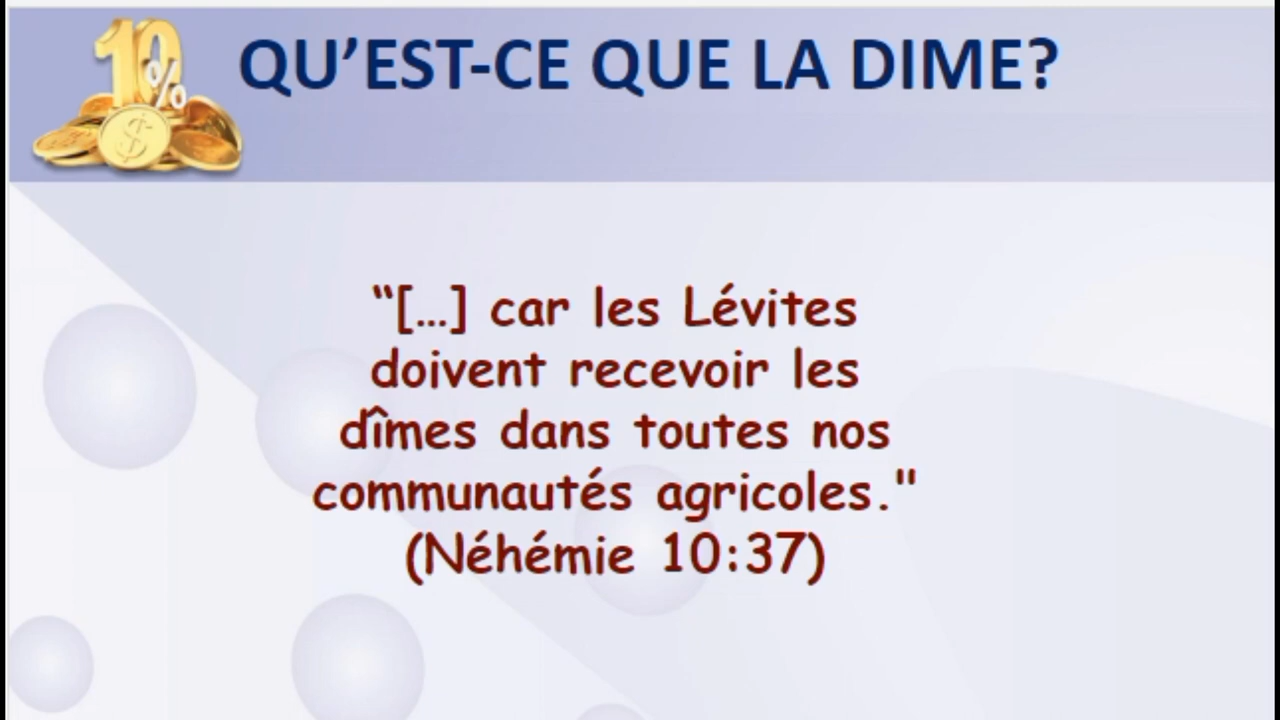 10%
QU’EST-CE QUE LA DIME?
$
“[...] car les Lévites
doivent recevoir les
dîmes dans toutes nos
communautés agricoles."
(Néhémie 10:37)